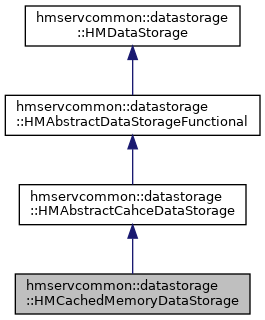 hmservcommon::datastorage
::HMDataStorage
hmservcommon::datastorage
::HMAbstractDataStorageFunctional
hmservcommon::datastorage
::HMAbstractCahceDataStorage
hmservcommon::datastorage
::HMCachedMemoryDataStorage